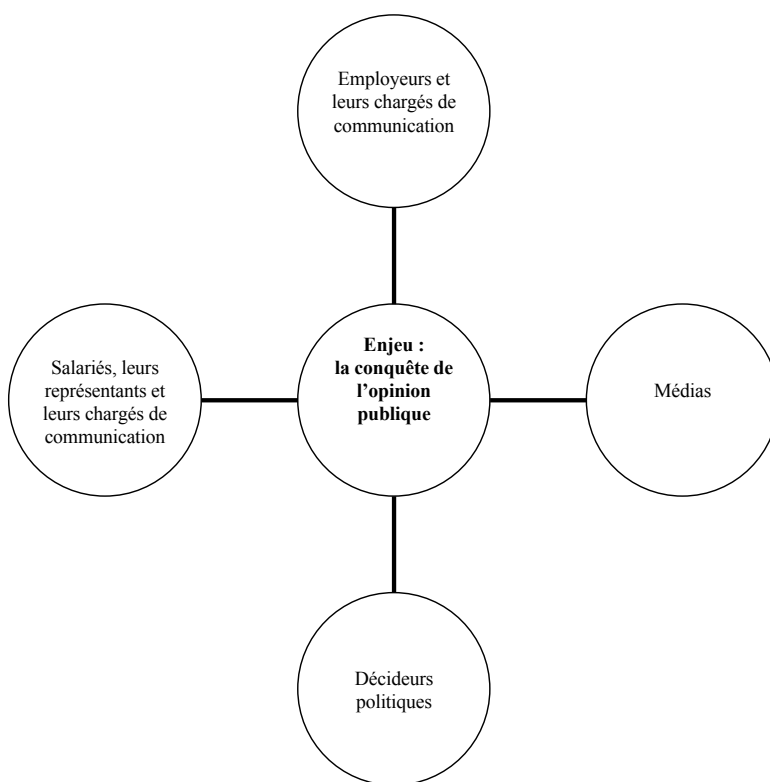 Employeurs et
leurs chargés de
communication
Salariés, leurs
représentants et
leurs chargés de
communication
Enjeu :
la conquête de
l’opinion
publique
Médias
Décideurs
politiques